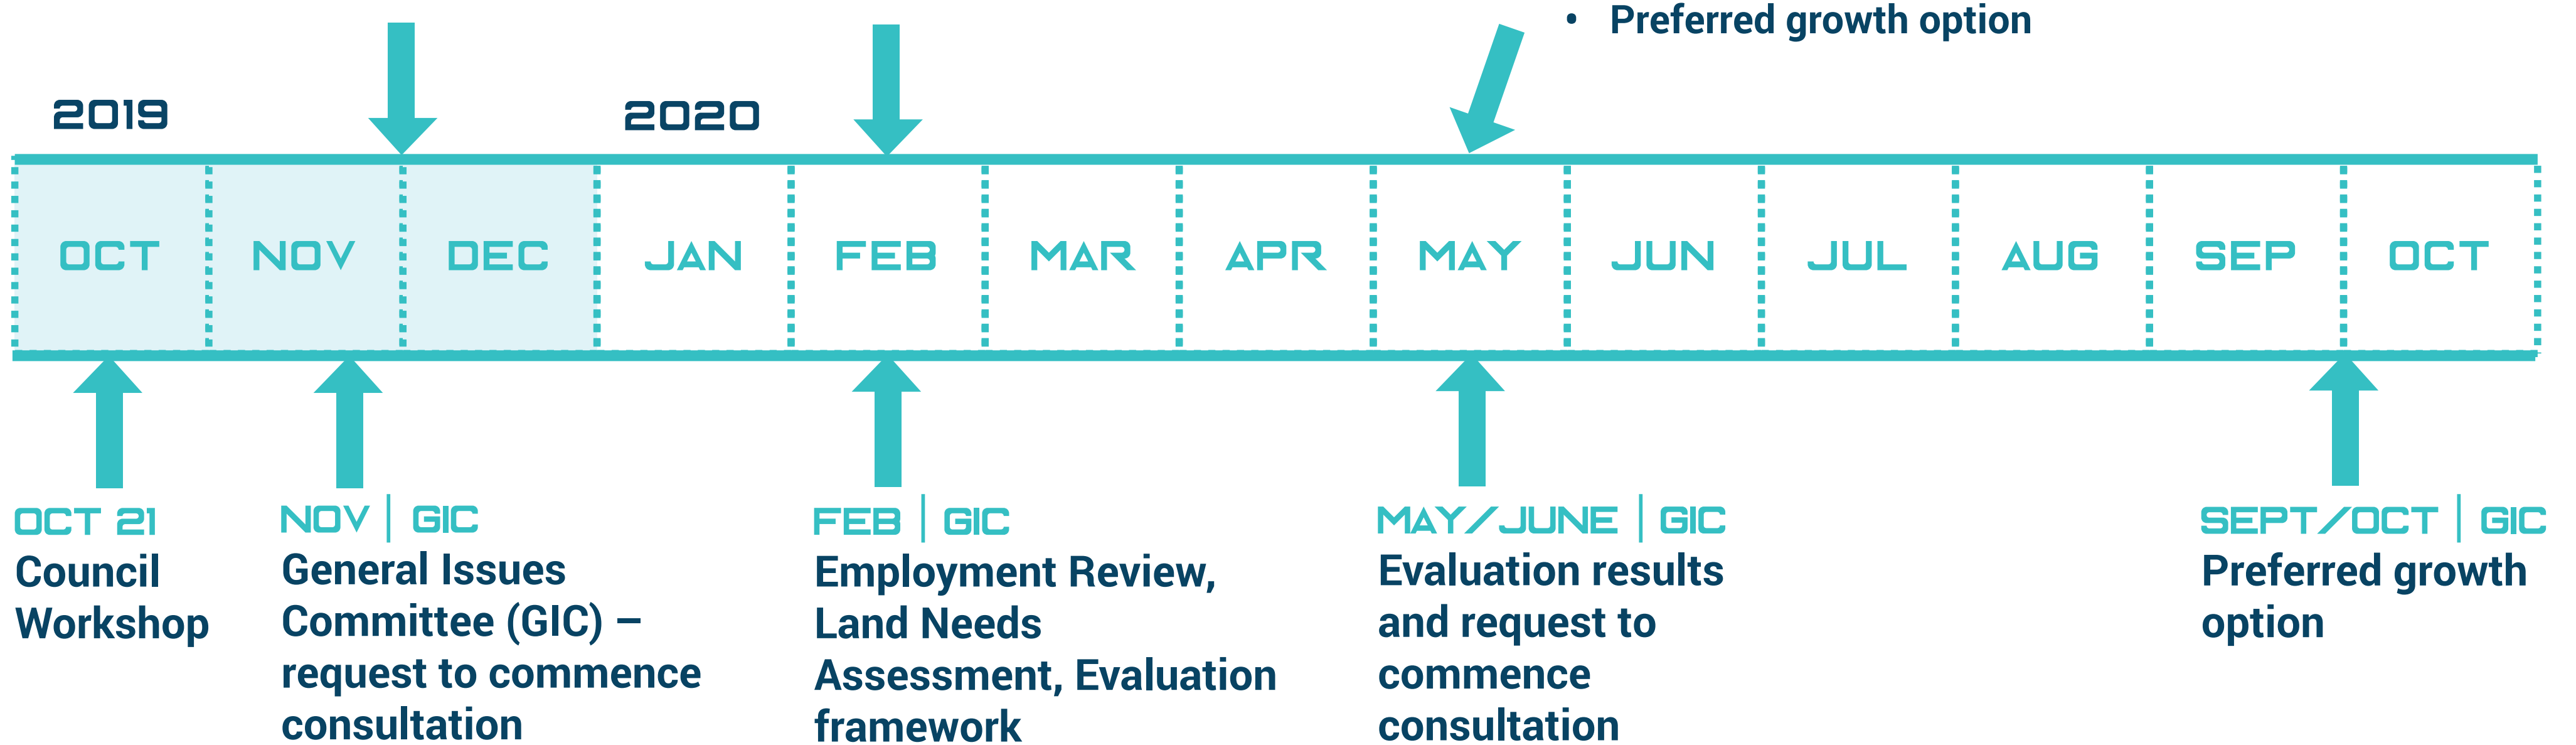 • Preferred growth option
2019
2020
OCT
NOV
DEC
JAN
FEB
MAR
APR
MAY
JUN
JUL
AUG
SEP
OCT
OCT 21
Council
Workshop
NOV | GIC
General Issues
Committee (GIC) –
request to commence
consultation
FEB | GIC
Employment Review,
Land Needs
Assessment, Evaluation
framework
MAY/JUNE | GIC
Evaluation results
and request to
commence
consultation
SEPT/OCT | GIC
Preferred growth
option